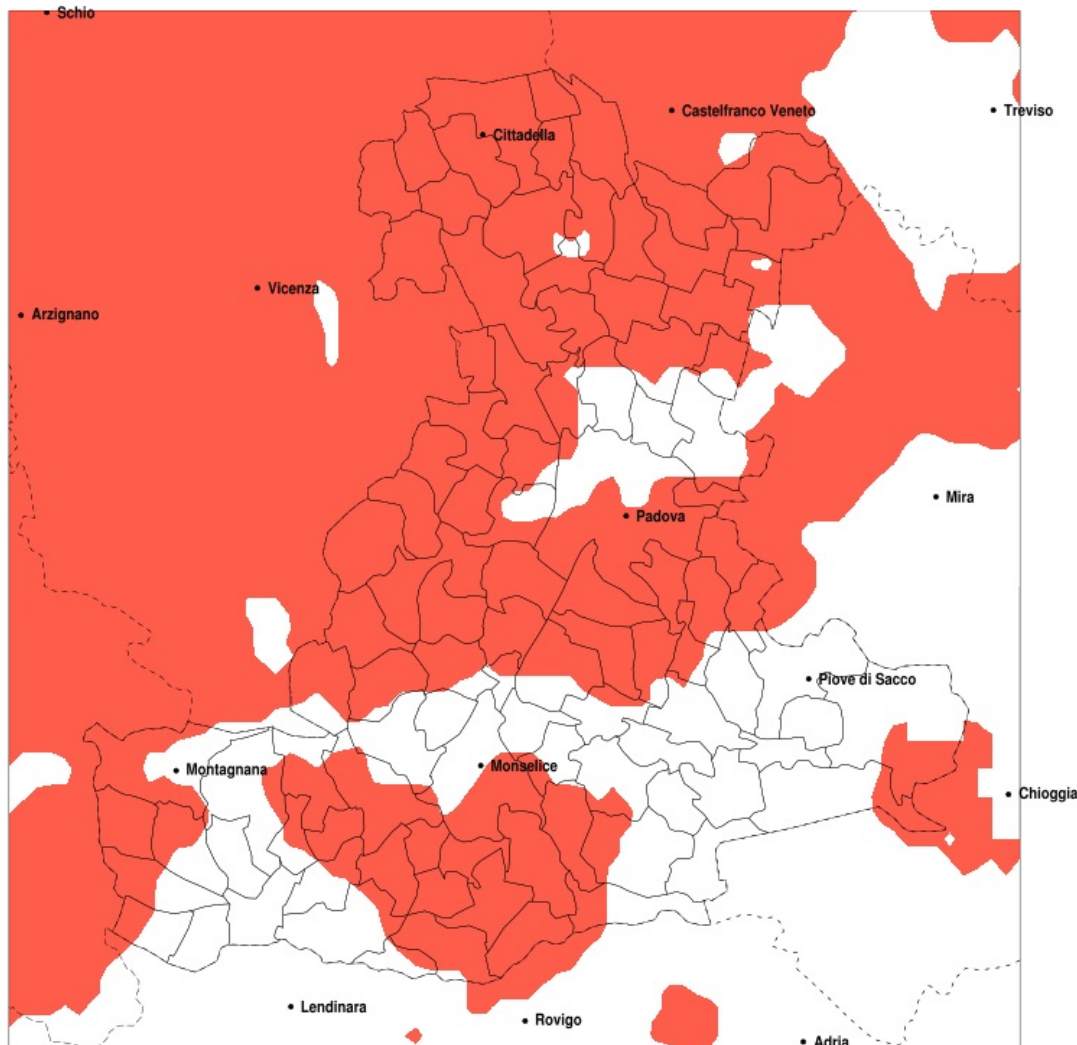 Schio
Castelfranco Veneto
Treviso
Cittadella
Vicenza
Arzignano
Mira
Padova
Piove di Sacco
Monselice
Montagnana
Chioggia
Lendinara
Rovigo
Adria